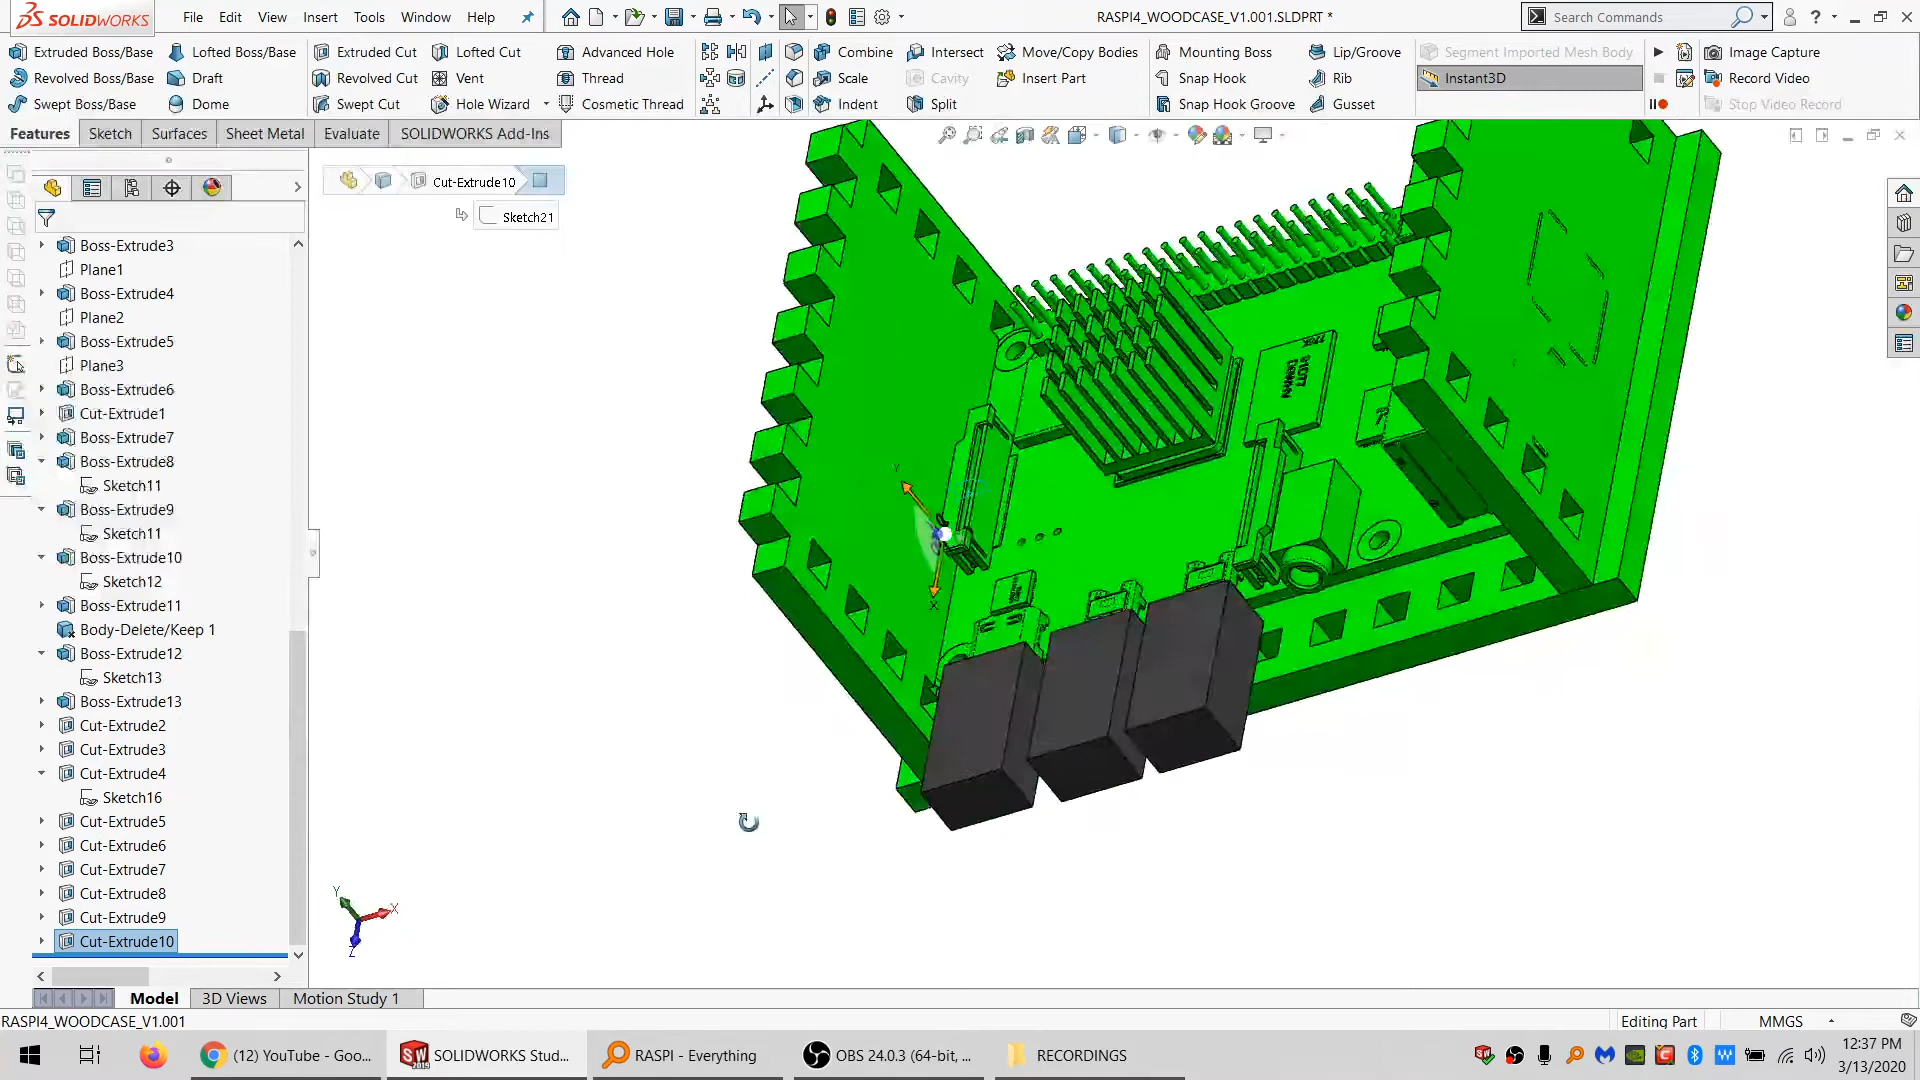 SOLIDWORKS
File
Edit
View
Insert
Tools
Window
Help
RASPI4_WOODCASE_V1.001.SLDPRT *
Search Commands
Extruded Boss/Base
Revolved Boss/Base
Swept Boss/Base
Lofted Boss/Base
Draft
Dome
Extruded Cut
Revolved Cut
Swept Cut
Lofted Cut
Vent
Hole Wizard
Advanced Hole
Thread
Cosmetic Thread
Combine
Scale
Indent
Intersect
Cavity
Split
Move/Copy Bodies
Insert Part
Mounting Boss
Snap Hook
Snap Hook Groove
Lip/Groove
Rib
Gusset
Segment Imported Mesh Body
Instant3D
Image Capture
Record Video
Stop Video Record
Features
Sketch
Surfaces
Sheet Metal
Evaluate
SOLIDWORKS Add-Ins
Cut-Extrude10
Sketch21
Boss-Extrude3
Plane1
Boss-Extrude4
Plane2
Boss-Extrude5
Plane3
Boss-Extrude6
Cut-Extrude1
Boss-Extrude7
Boss-Extrude8
Sketch11
Boss-Extrude9
Sketch11
Boss-Extrude10
Sketch12
Boss-Extrude11
Body-Delete/Keep 1
Boss-Extrude12
Sketch13
Boss-Extrude13
Cut-Extrude2
Cut-Extrude3
Cut-Extrude4
Sketch16
Cut-Extrude5
Cut-Extrude6
Cut-Extrude7
Cut-Extrude8
Cut-Extrude9
Cut-Extrude10
Y
X
Y
X
Z
Model
3D Views
Motion Study 1
RASPI4_WOODCASE_V1.001
Editing Part
MMGS
(12) YouTube - Goo...
SOLIDWORKS Stud...
RASPI - Everything
OBS 24.0.3 (64-bit, ...
RECORDINGS
12:37 PM
3/13/2020